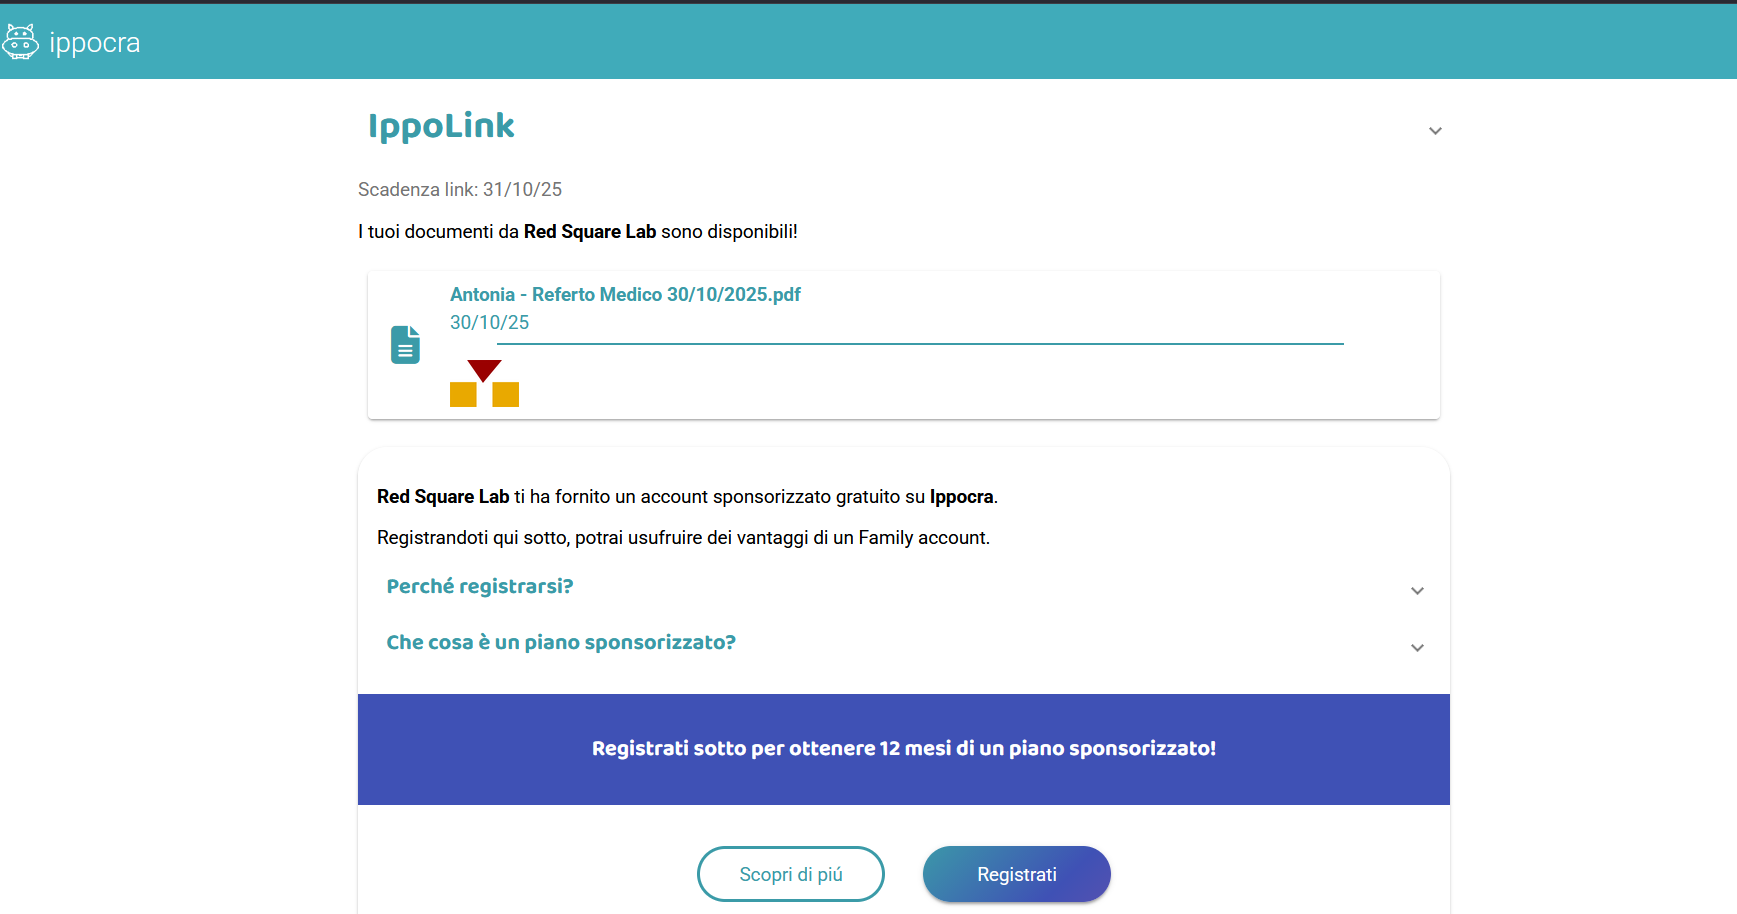 ippocra
IppoLink
Scadenza link: 31/10/25
I tuoi documenti da Red Square Lab sono disponibili!
Antonia - Referto Medico 30/10/2025.pdf
30/10/25
Red Square Lab ti ha fornito un account sponsorizzato gratuito su Ippocra.
Registrandoti qui sotto, potrai usufruire dei vantaggi di un Family account.
Perché registrarsi?
Che cosa è un piano sponsorizzato?
Registrati sotto per ottenere 12 mesi di un piano sponsorizzato!
Scopri di piú
Registrati